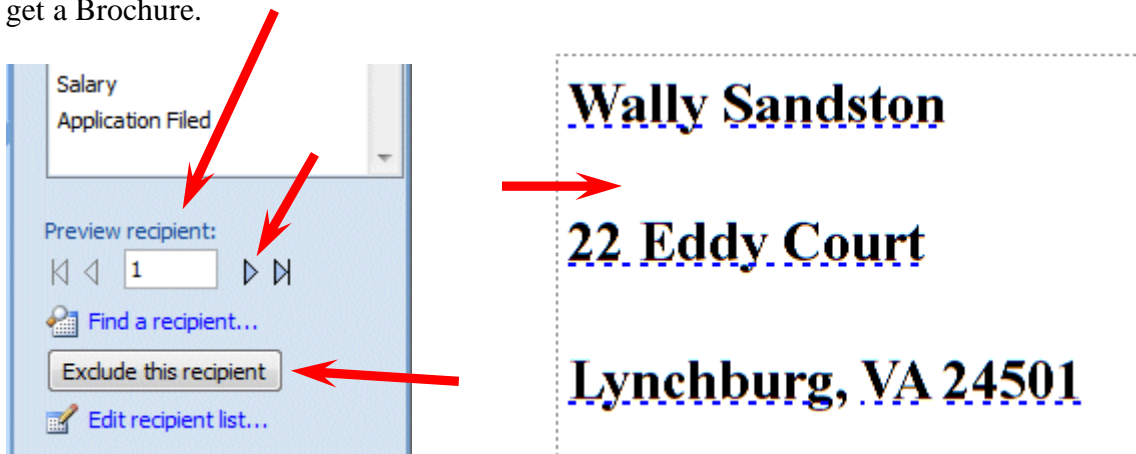 get a Brochure.
Salary
Application Filed
Preview recipient:
1
Find a recipient...
Exclude this recipient
Edit recipient list...
Wally Sandston
22 Eddy Court
Lynchburg, VA 24501